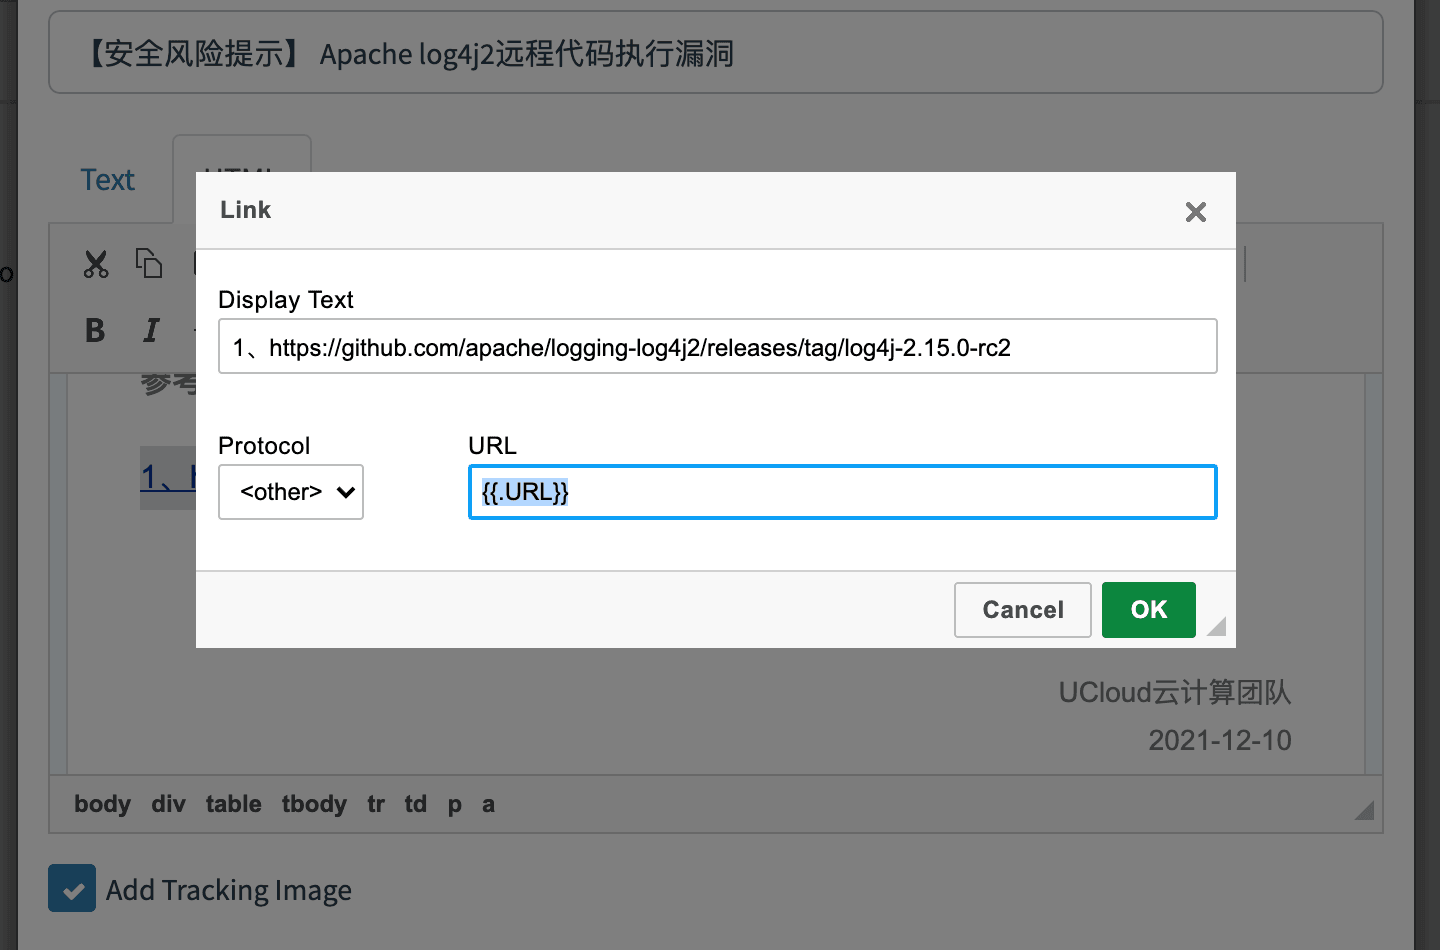 【安全风险提示】 Apache log4j2远程代码执行漏洞
Text
Link
Display Text
1、https://github.com/apache/logging-log4j2/releases/tag/log4j-2.15.0-rc2
参考
Protocol
URL
1、h
<other>
{{.URL}}
Cancel
OK
UCloud云计算团队
2021-12-10
body div table tbody tr td p a
Add Tracking Image